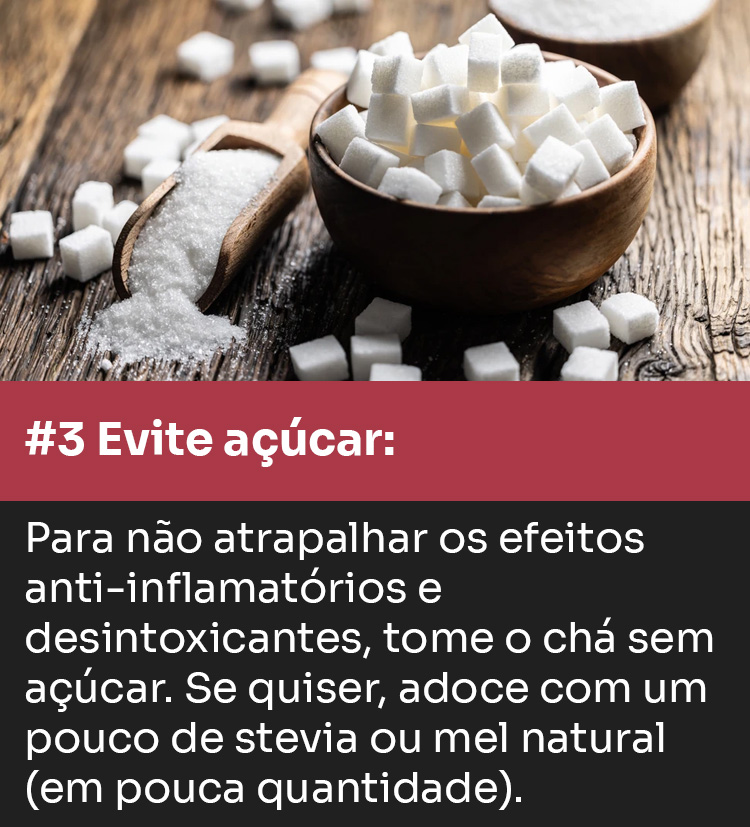 #3 Evite açúcar:
Para não atrapalhar os efeitos
anti-inflamatórios e
desintoxicantes, tome o chá sem
açúcar. Se quiser, adoce com um
pouco de stevia ou mel natural
(em pouca quantidade).